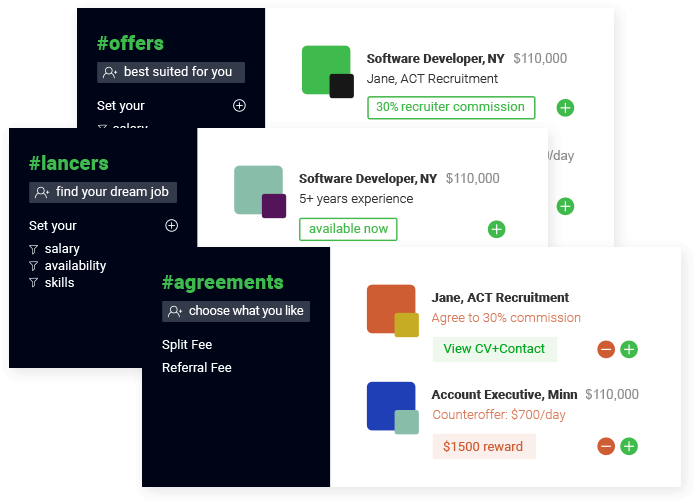 #offers
best suited for you
Set your
salary
Software Developer, NY $110,000
Jane, ACT Recruitment
30% recruiter commission
/day
#lancers
find your dream job
Set your
salary
availability
skills
Software Developer, NY $110,000
5+ years experience
available now
#agreements
choose what you like
Split Fee
Referral Fee
Jane, ACT Recruitment
Agree to 30% commission
View CV+Contact
Account Executive, Minn $110,000
Counteroffer: $700/day
$1500 reward